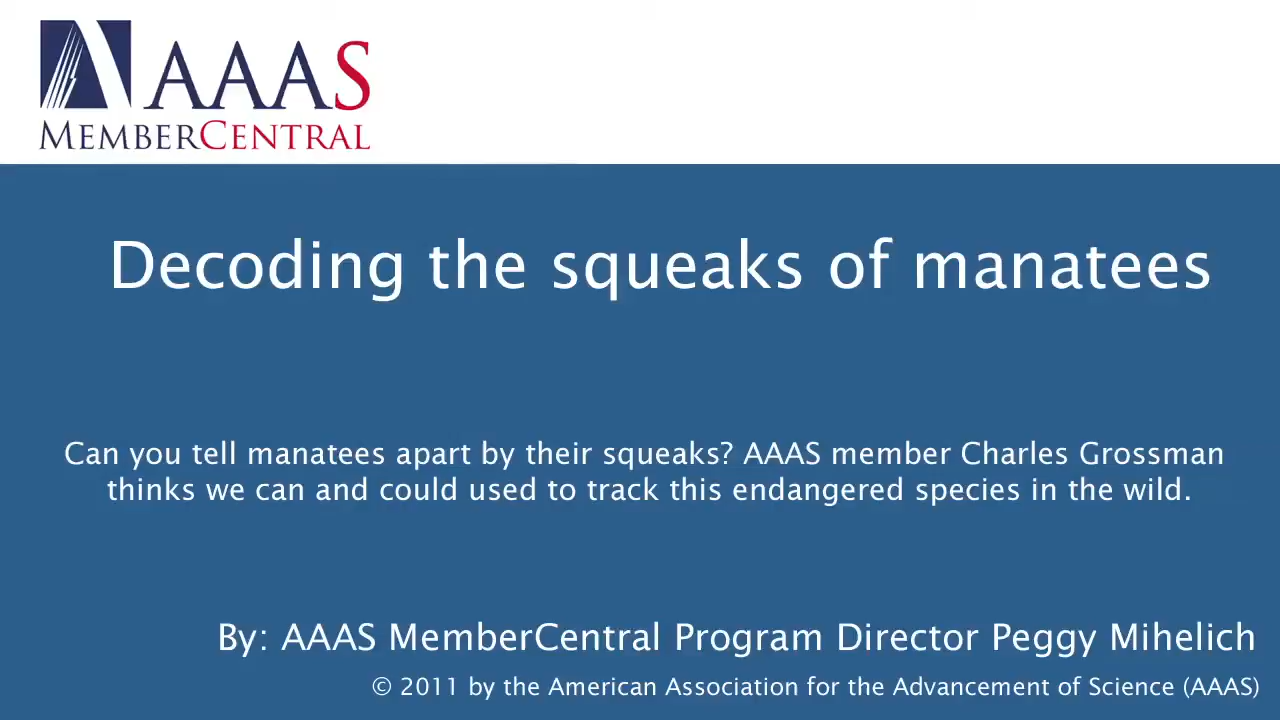 AAAS
MEMBERCENTRAL
Decoding the squeaks of manatees
Can you tell manatees apart by their squeaks? AAAS member Charles Grossman
thinks we can and could used to track this endangered species in the wild.
By: AAAS MemberCentral Program Director Peggy Mihelich
© 2011 by the American Association for the Advancement of Science (AAAS)